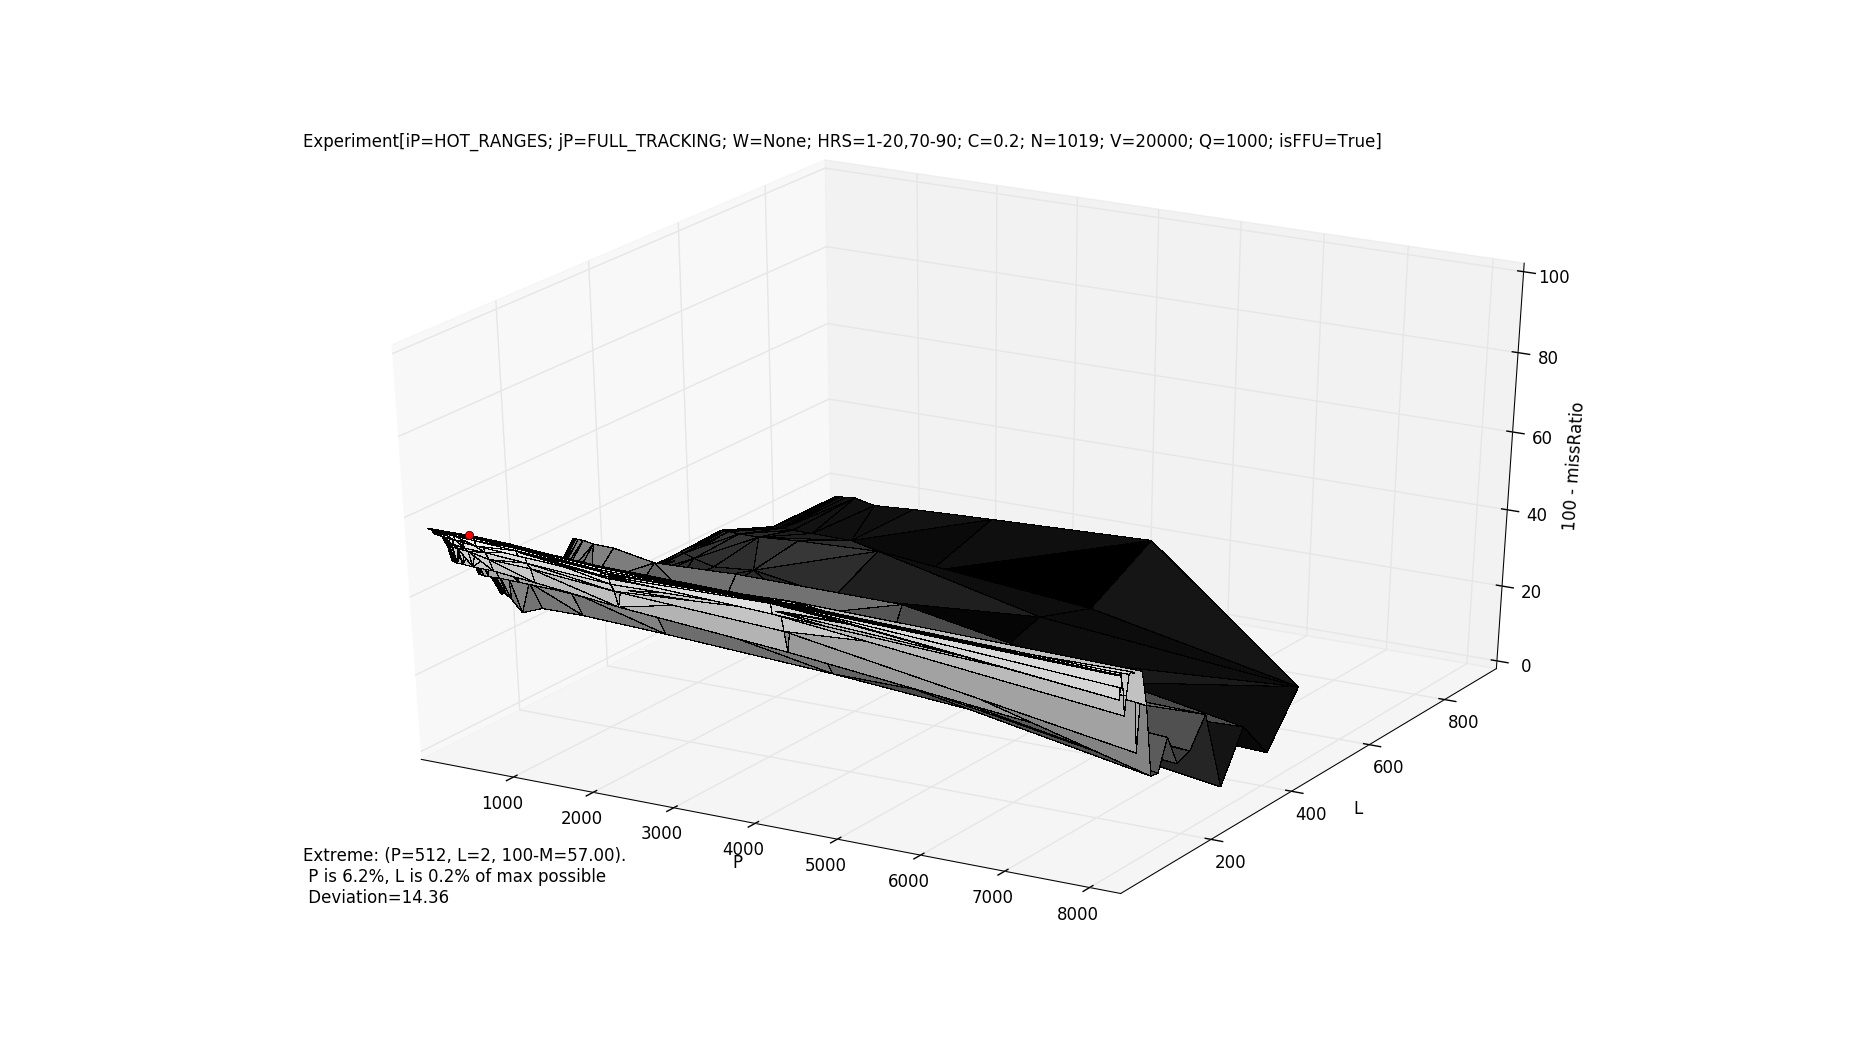 Experiment[iP=HOT_RANGES; jP=FULL_TRACKING; W=None; HRS=1-20,70-90; C=0.2; N=1019; V=20000; Q=1000; isFFU=True]
100
80
60
40
20
0
100 - missRatio
800
600
400
200
L
1000
2000
3000
4000
5000
6000
7000
8000
P
Extreme: (P=512, L=2, 100-M=57.00).
P is 6.2%, L is 0.2% of max possible
Deviation=14.36